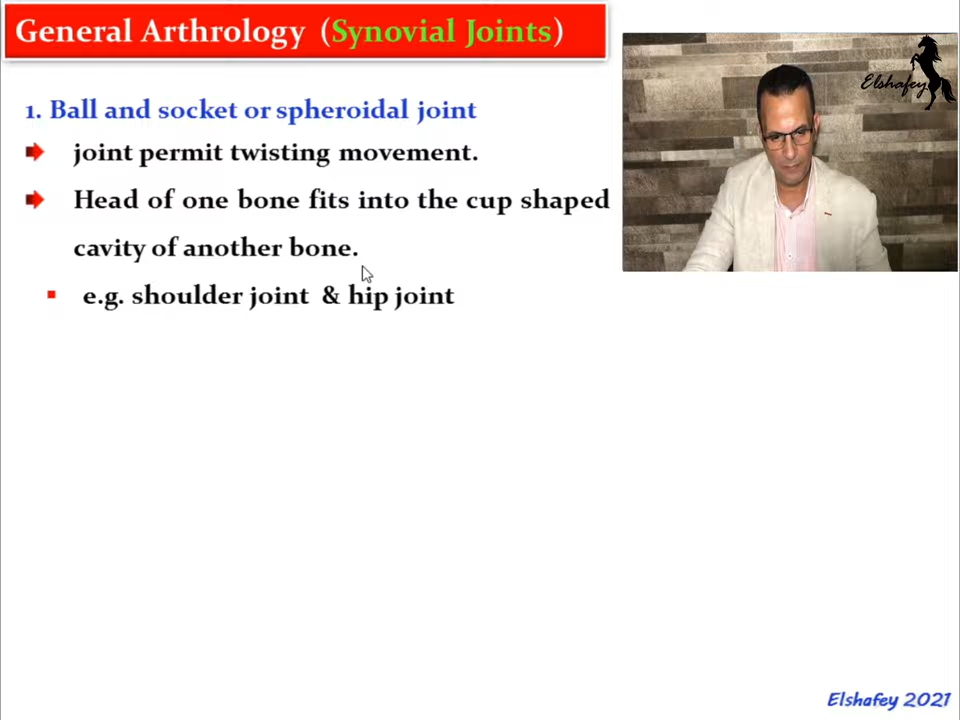 General Arthrology (Synovial Joints)
Elshafey
1. Ball and socket or spheroidal joint
joint permit twisting movement.
Head of one bone fits into the cup shaped
cavity of another bone.
e.g. shoulder joint & hip joint
Elshafey 2021